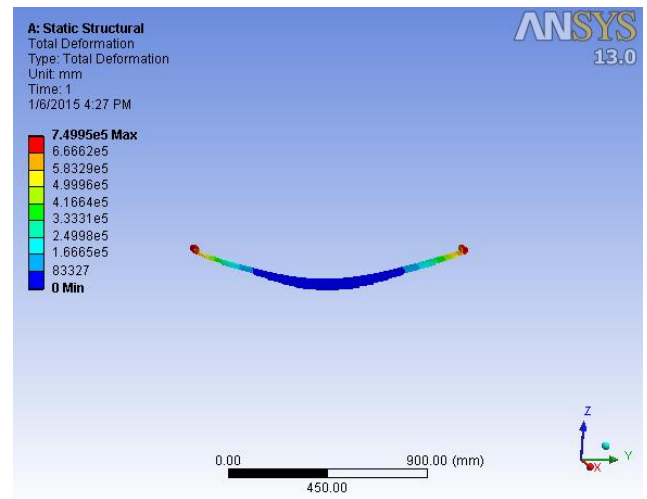 A: Static Structural
Total Deformation
Type: Total Deformation
Unit: mm
Time: 1
1/6/2015 4:27 PM
7.4995e5 Max
6.6662e5
5.8329e5
4.9996e5
4.1664e5
3.3331e5
2.4998e5
1.6665e5
83327
0 Min
ANSYS
13.0
0.00 900.00 (mm)
450.00
Z
Y
X